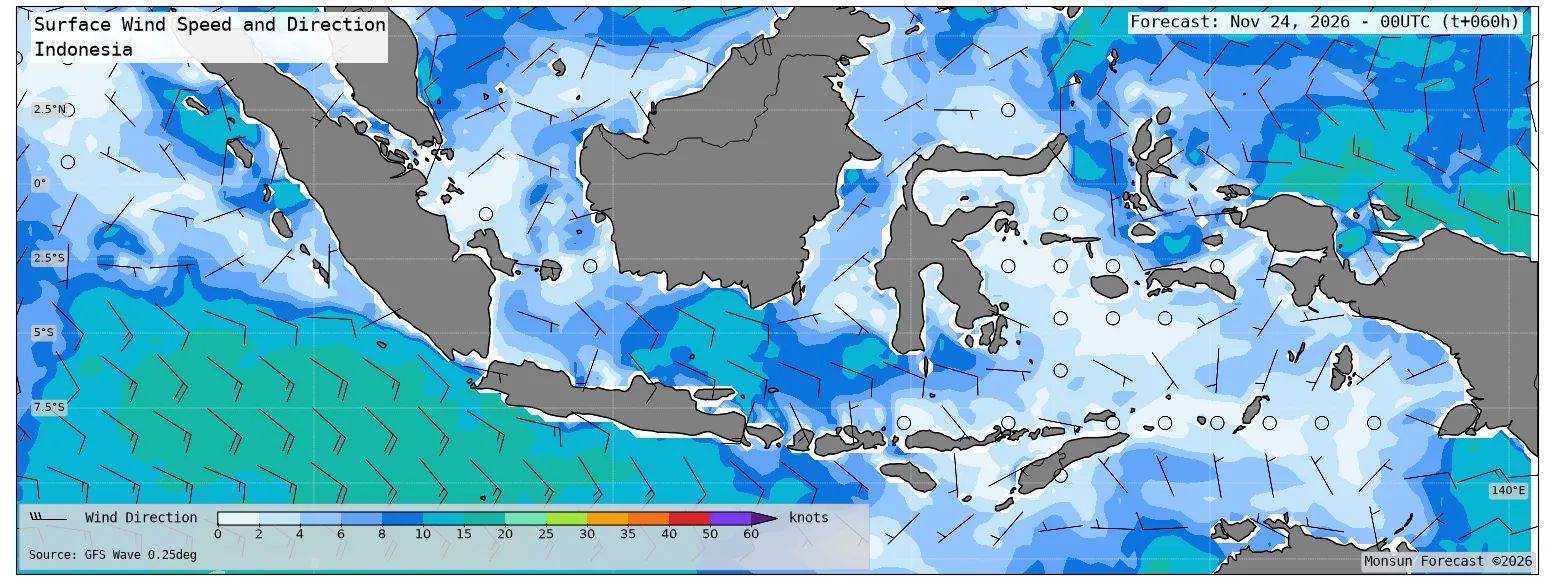 Surface Wind Speed and Direction
Indonesia
Forecast: Nov 24, 2026 - 00UTC (t+060h)
2.5°N
0°
2.5°S
5°S
7.5°S
140°E
Wind Direction
0 2 4 6 8 10 15 20 25 30 35 40 50 60 knots
Source: GFS Wave 0.25deg
Monsun Forecast ©2026